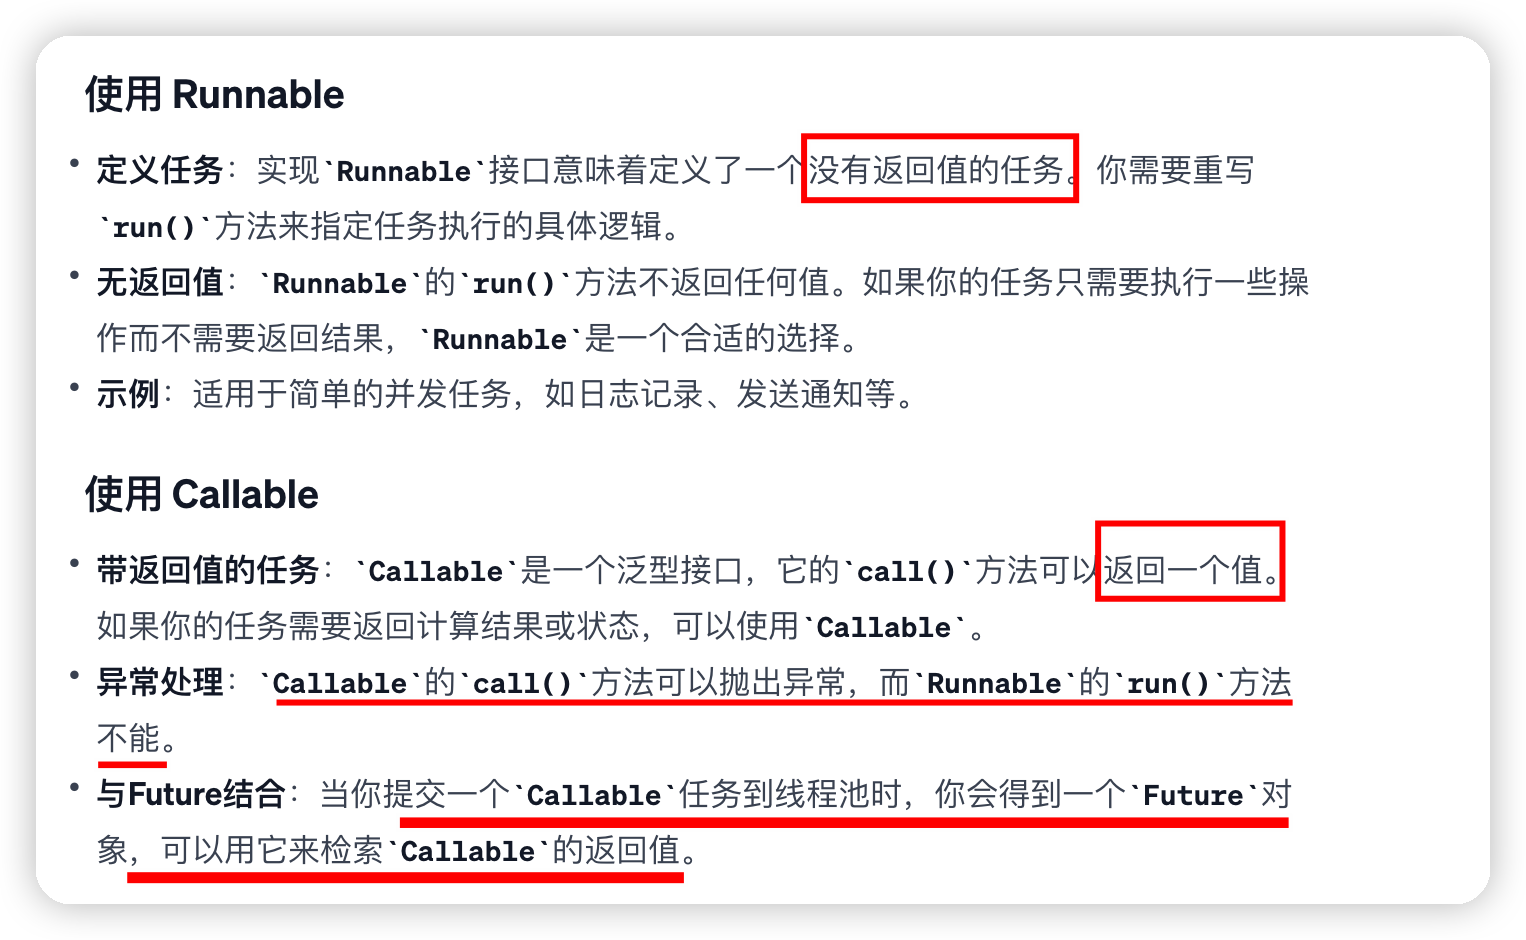 使用 Runnable
• 定义任务：实现`Runnable`接口意味着定义了一个没有返回值的任务。你需要重写
`run()`方法来指定任务执行的具体逻辑。
• 无返回值：`Runnable`的`run()`方法不返回任何值。如果你的任务只需要执行一些操
作而不需要返回结果，`Runnable`是一个合适的选择。
• 示例：适用于简单的并发任务，如日志记录、发送通知等。
使用 Callable
• 带返回值的任务：`Callable`是一个泛型接口，它的`call()`方法可以返回一个值。
如果你的任务需要返回计算结果或状态，可以使用`Callable`。
• 异常处理：`Callable`的`call()`方法可以抛出异常，而`Runnable`的`run()`方法
不能。
• 与Future结合：当你提交一个`Callable`任务到线程池时，你会得到一个`Future`对
象，可以用它来检索`Callable`的返回值。